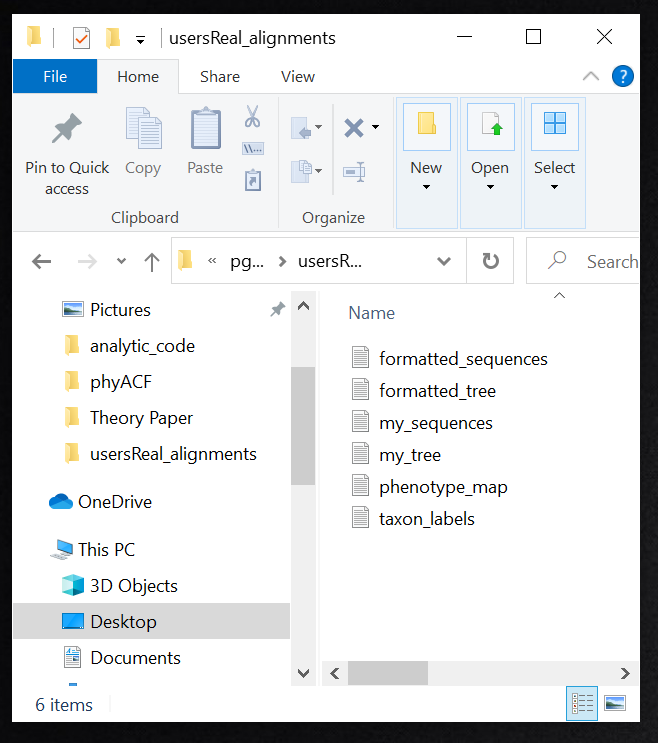 usersReal_alignments
File Home Share View
Pin to Quick access
Copy
Paste
New
Open
Select
Clipboard
Organize
« pg... usersR...
Search
Pictures
analytic_code
phyACF
Theory Paper
usersReal_alignments
OneDrive
This PC
3D Objects
Desktop
Documents
Name
formatted_sequences
formatted_tree
my_sequences
my_tree
phenotype_map
taxon_labels
6 items